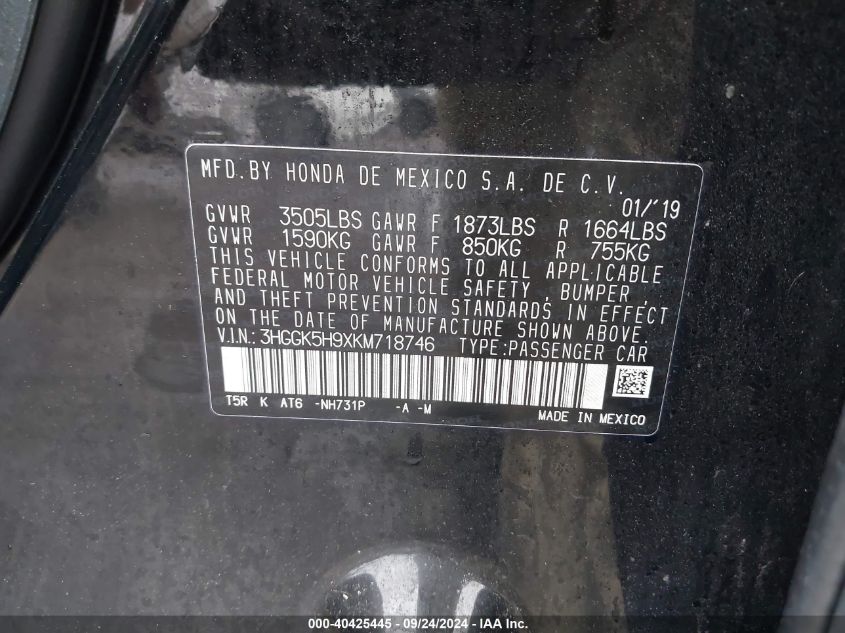 MFD.BY HONDA DE MEXICO S.A. DE C.V.
01/'19
GVWR 3505LBS GAWR F 1873LBS R 1664LBS
GVWR 1590KG GAWR F 850KG R 755KG
THIS VEHICLE CONFORMS TO ALL APPLICABLE
FEDERAL MOTOR VEHICLE SAFETY , BUMPER ,
AND THEFT PREVENTION STANDARDS IN EFFECT
ON THE DATE OF MANUFACTURE SHOWN ABOVE.
V.I.N.: 3HGGK5H9XKM718746 TYPE:PASSENGER CAR
T5R K AT6 -NH731P -A -M
MADE IN MEXICO
000-40425445 - 09/24/2024 - IAA Inc.